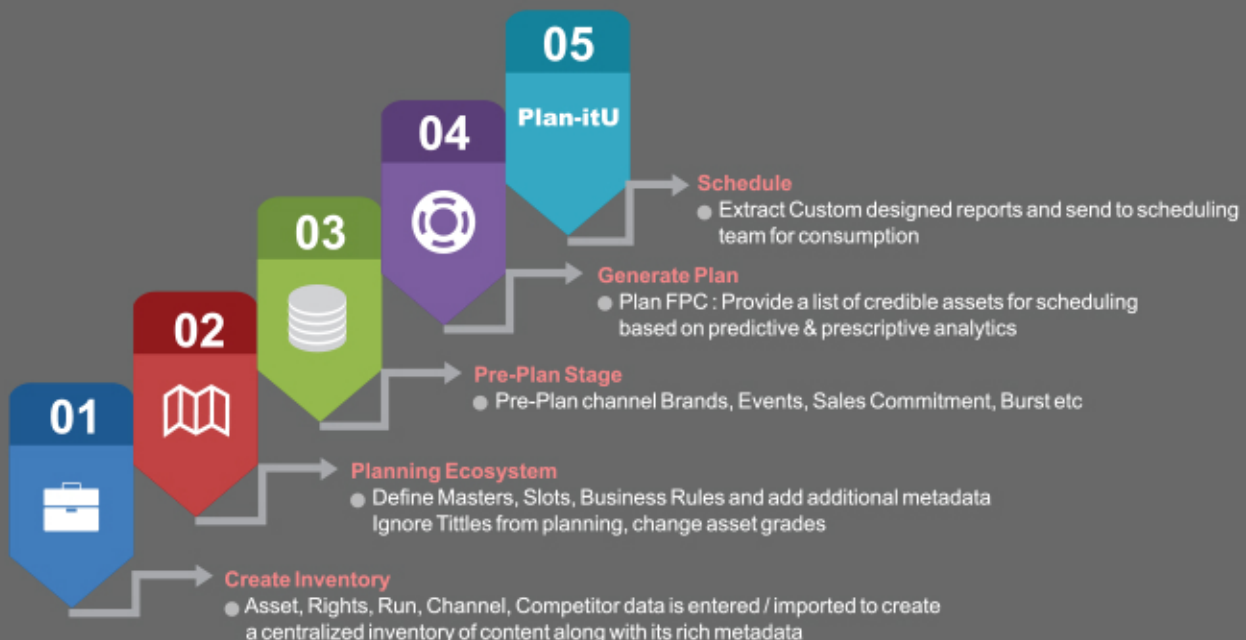 05
Plan-itU
04
Schedule
Extract Custom designed reports and send to scheduling
team for consumption
03
Generate Plan
Plan FPC : Provide a list of credible assets for scheduling
based on predictive & prescriptive analytics
02
Pre-Plan Stage
Pre-Plan channel Brands, Events, Sales Commitment, Burst etc
01
Planning Ecosystem
Define Masters, Slots, Business Rules and add additional metadata
Ignore Tittles from planning, change asset grades
Create Inventory
Asset, Rights, Run, Channel, Competitor data is entered / imported to create
a centralized inventory of content along with its rich metadata